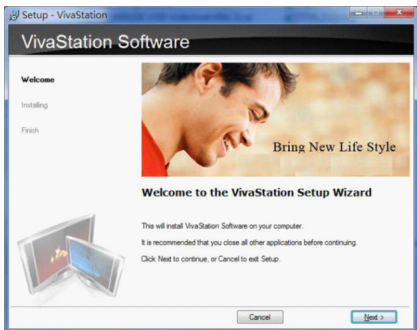 Setup - VivaStation
VivaStation Software
Welcome
Installing
Finish
Bring New Life Style
Welcome to the VivaStation Setup Wizard
This will install VivaStation Software on your computer.
It is recommended that you close all other applications before continuing.
Click Next to continue, or Cancel to exit Setup.
Cancel
Next >